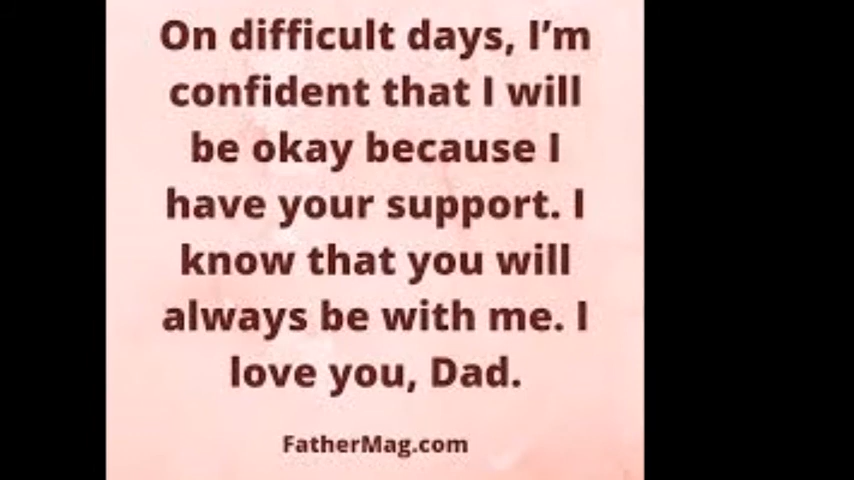 On difficult days, I’m
confident that I will
be okay because I
have your support. I
know that you will
always be with me. I
love you, Dad.
FatherMag.com